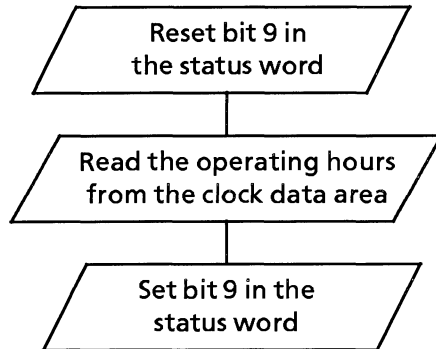 Reset bit 9 in
the status word
Read the operating hours
from the clock data area
Set bit 9 in the
status word